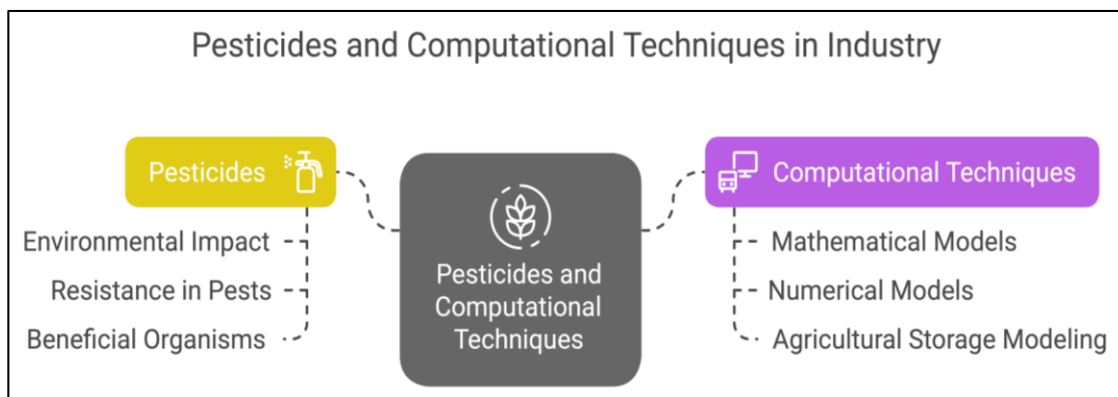 Pesticides and Computational Techniques in Industry
Pesticides
Environmental Impact
Resistance in Pests
Beneficial Organisms
Pesticides and
Computational
Techniques
Computational Techniques
Mathematical Models
Numerical Models
Agricultural Storage Modeling